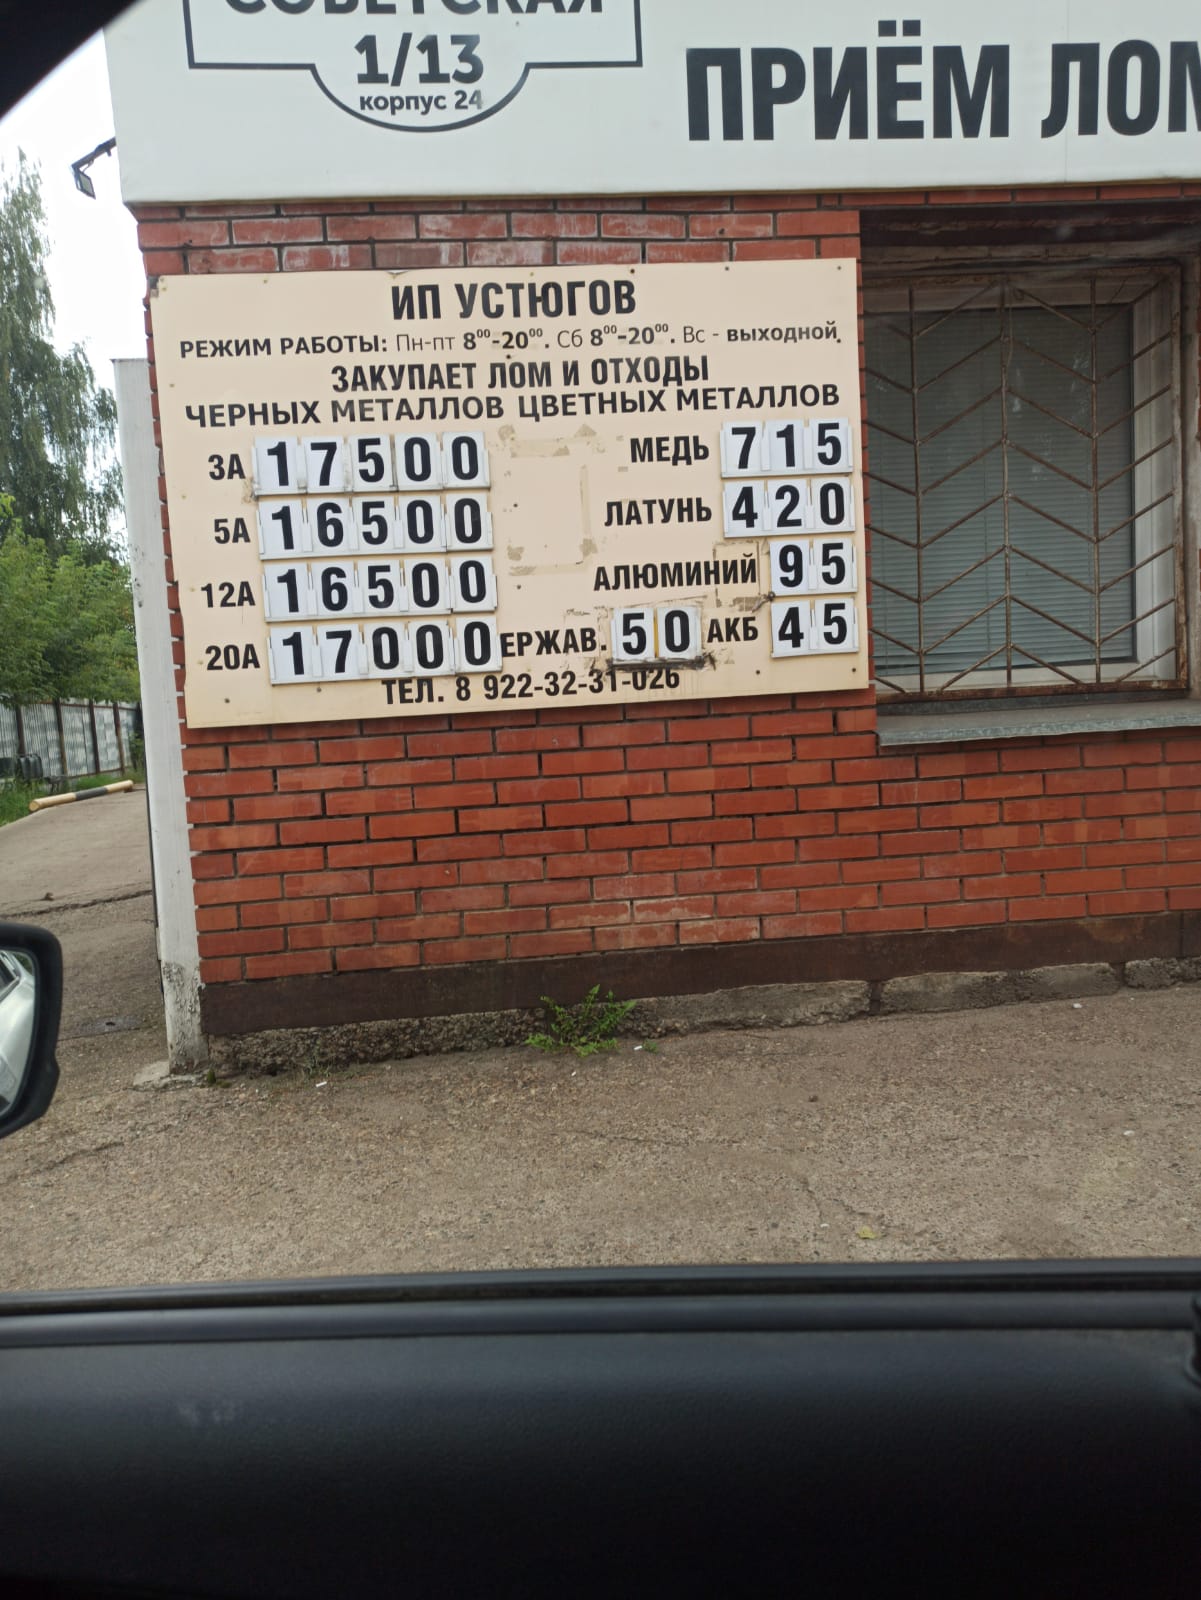 СОВЕТСКАЯ
1/13
корпус 24
ПРИЁМ ЛОМ
ИП УСТЮГОВ
РЕЖИМ РАБОТЫ: Пн-пт 8⁰⁰-20⁰⁰. Сб 8⁰⁰-20⁰⁰. Вс - выходной.
ЗАКУПАЕТ ЛОМ И ОТХОДЫ
ЧЕРНЫХ МЕТАЛЛОВ ЦВЕТНЫХ МЕТАЛЛОВ
3А 17500 МЕДЬ 715
5А 16500 ЛАТУНЬ 420
12А 16500 АЛЮМИНИЙ 95
20А 17000 ЕРЖАВ. 50 АКБ 45
ТЕЛ. 8 922-32-31-026